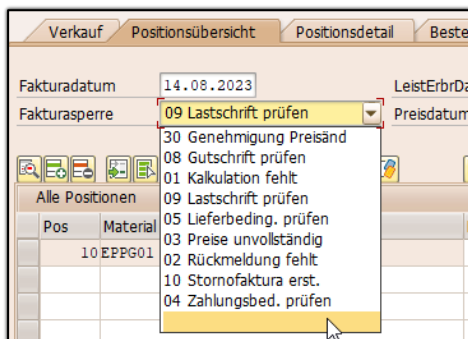 Verkauf Positionsübersicht Positionsdetail Beste
Fakturadatum 14.08.2023 LeistErbrDa
Fakturasperre 09 Lastschrift prüfen Preisdatum
30 Genehmigung Preisänd
08 Gutschrift prüfen
01 Kalkulation fehlt
09 Lastschrift prüfen
05 Lieferbeding. prüfen
03 Preise unvollständig
02 Rückmeldung fehlt
10 Stornofaktura erst.
04 Zahlungsbed. prüfen
Alle Positionen
Pos Material
10 EPPG01